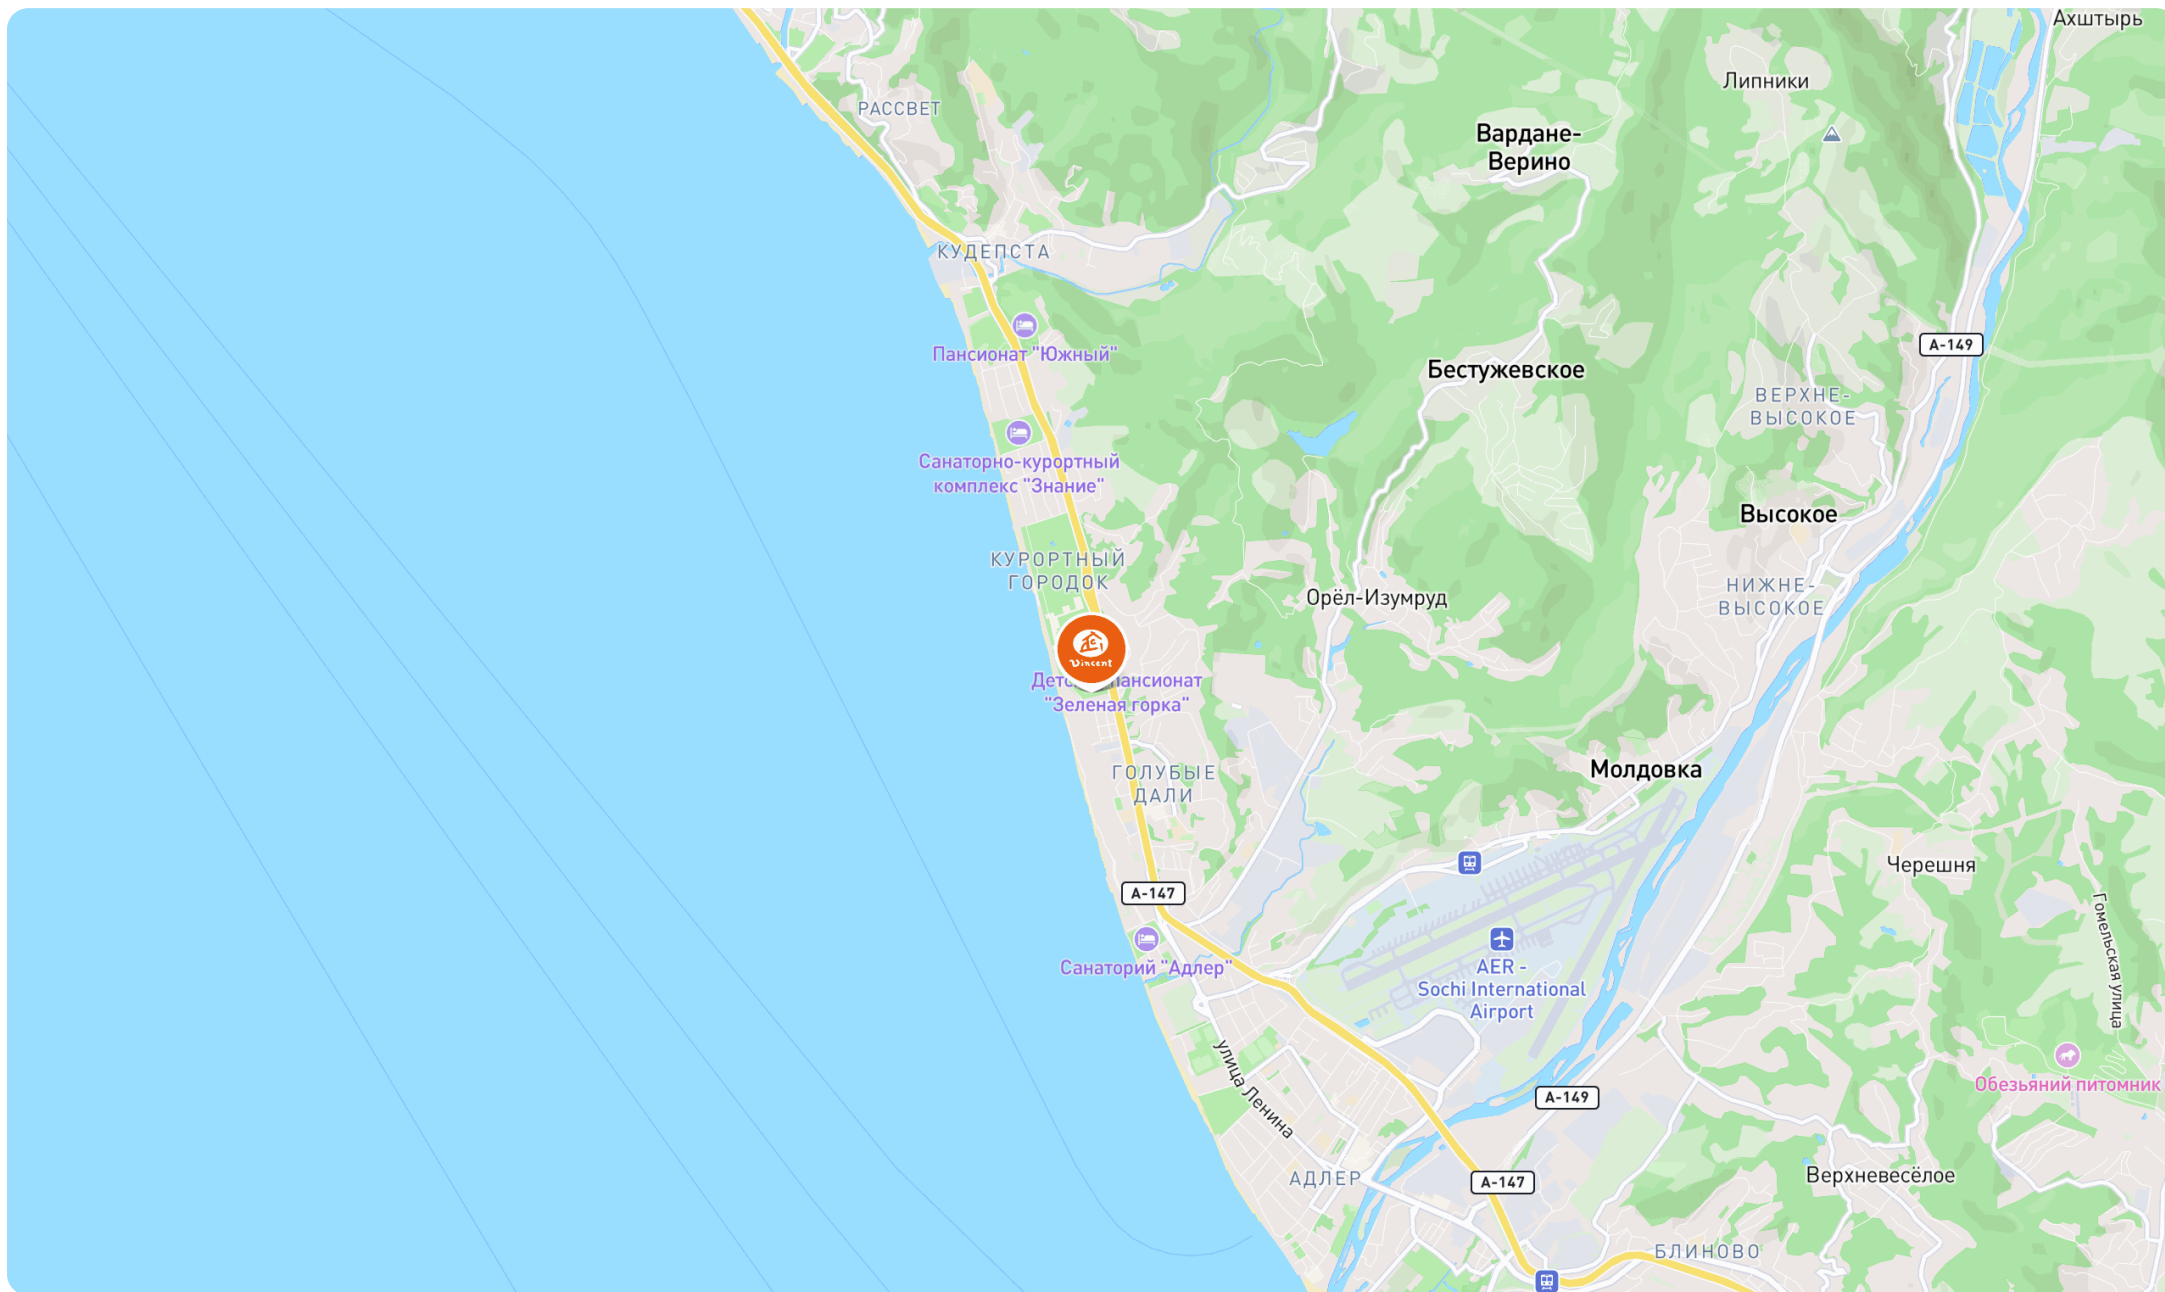 Ахштырь
Липники
РАССВЕТ
Вардане-
Верино
КУДЕПСТА
А-149
Пансионат "Южный"
Бестужевское
ВЕРХНЕ-
ВЫСОКОЕ
Санаторно-курортный
комплекс "Знание"
Высокое
КУРОРТНЫЙ
ГОРОДОК
НИЖНЕ-
ВЫСОКОЕ
Орёл-Изумруд
Vincent
пансионат
"Зеленая горка"
Молдовка
ГОЛУБЫЕ
ДАЛИ
Черешня
А-147
Гомельская улица
Санаторий "Адлер"
AER -
Sochi International
Airport
улица Ленина
Обезьяний питомник
А-149
АДЛЕР
А-147
Верхневесёлое
БЛИНОВО